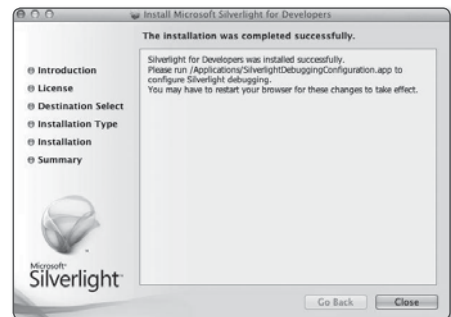 Install Microsoft Silverlight for Developers
The installation was completed successfully.
Introduction
License
Destination Select
Installation Type
Installation
Summary
Silverlight for Developers was installed successfully.
Please run /Applications/SilverlightDebuggingConfiguration.app to
configure Silverlight debugging.
You may have to restart your browser for these changes to take effect.
Microsoft®
Silverlight™
Go Back
Close